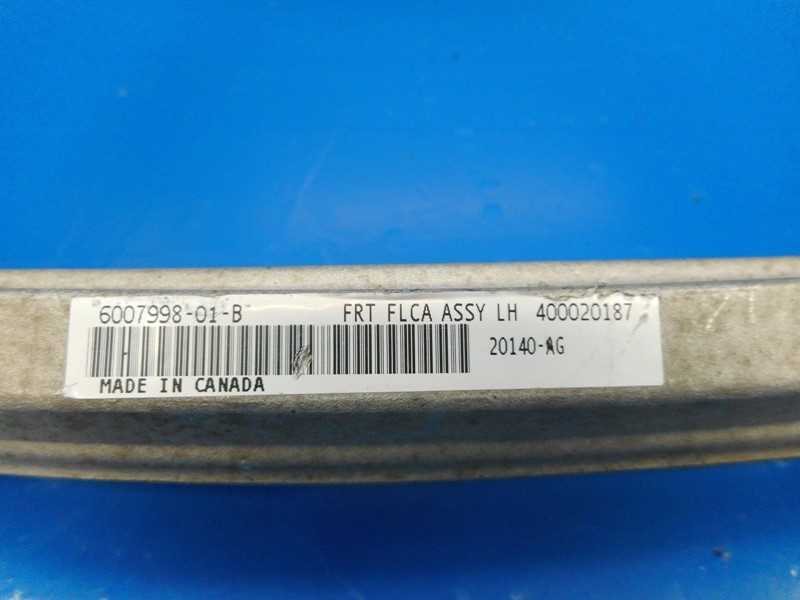 6007998-01-B FRT FLCA ASSY LH 400020187
20140-AG
MADE IN CANADA